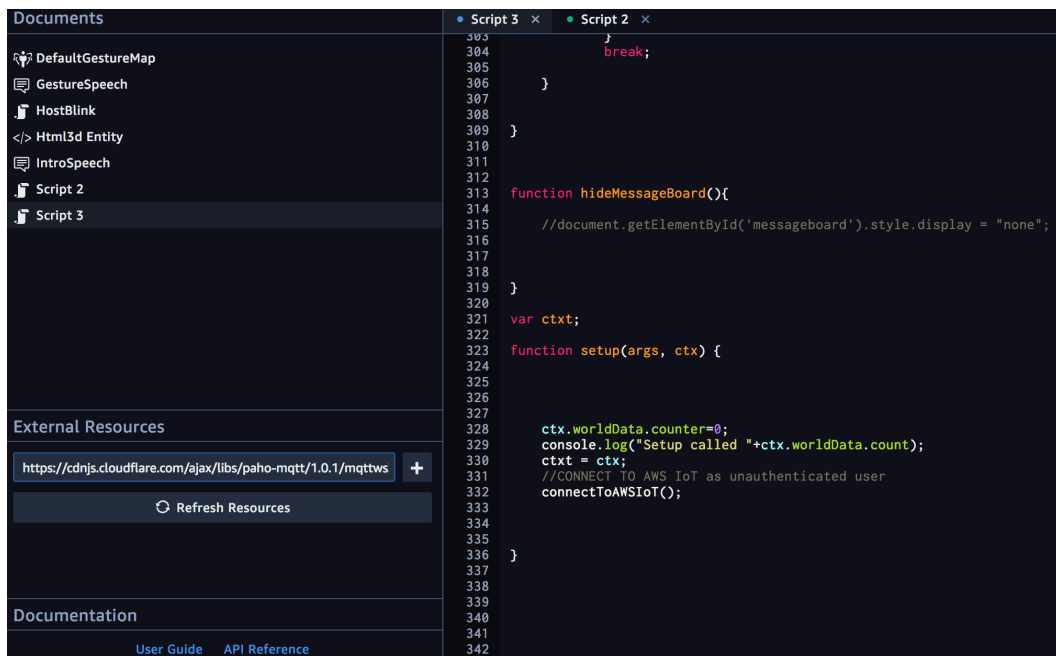 Documents
DefaultGestureMap
GestureSpeech
HostBlink
</> Html3d Entity
IntroSpeech
Script 2
Script 3
External Resources
https://cdnjs.cloudflare.com/ajax/libs/paho-mqtt/1.0.1/mqttws +
Refresh Resources
Documentation
User Guide API Reference
Script 3 × Script 2 ×
303 }
304 break;
305
306 }
307
308
309 }
310
311
312
313 function hideMessageBoard(){
314
315 //document.getElementById('messageboard').style.display = "none";
316
317
318
319 }
320
321 var ctxt;
322
323 function setup(args, ctx) {
324
325
326
327
328 ctx.worldData.counter=0;
329 console.log("Setup called "+ctx.worldData.count);
330 ctxt = ctx;
331 //CONNECT TO AWS IoT as unauthenticated user
332 connectToAWSIoT();
333
334
335
336 }
337
338
339
340
341
342